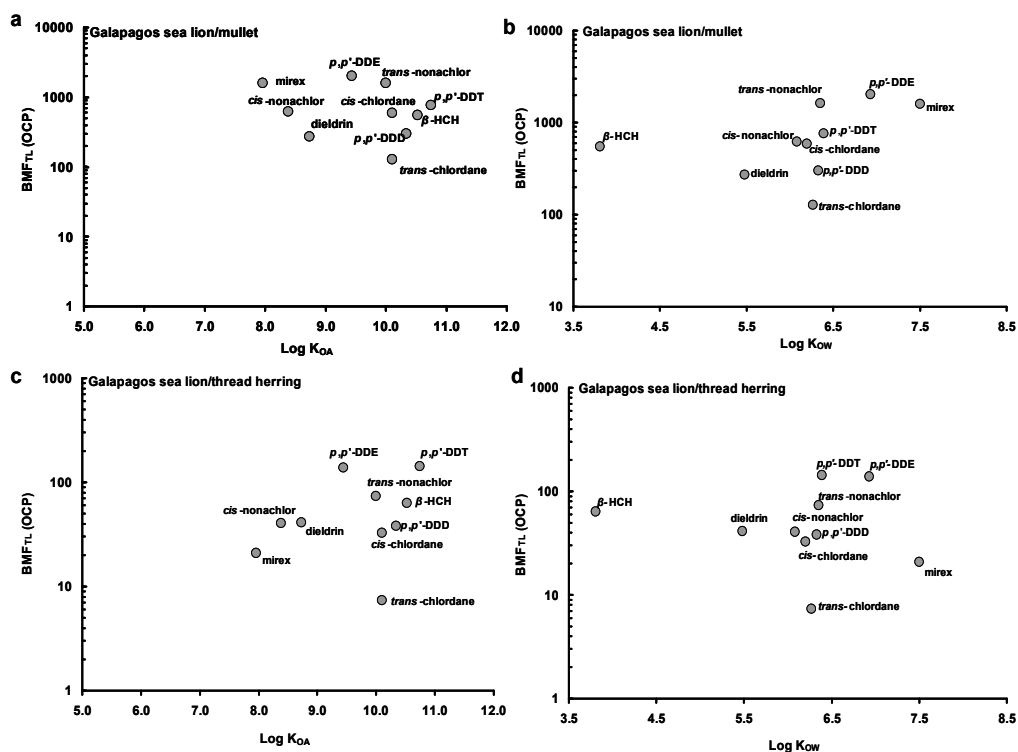 a
Galapagos sea lion/mullet
10000
1000
100
10
1
BMFTL (OCP)
p,p'-DDE
trans-nonachlor
mirex
cis-nonachlor
cis-chlordane
p,p'-DDT
β-HCH
dieldrin
p,p'-DDD
trans-chlordane
5.0 6.0 7.0 8.0 9.0 10.0 11.0 12.0
Log KOA
b
Galapagos sea lion/mullet
10000
1000
100
10
BMFTL (OCP)
p,p'-DDE
trans-nonachlor
mirex
β-HCH
cis-nonachlor
p,p'-DDT
cis-chlordane
dieldrin
p,p'-DDD
trans-chlordane
3.5 4.5 5.5 6.5 7.5 8.5
Log KOW
c
Galapagos sea lion/thread herring
1000
100
10
1
BMFTL (OCP)
p,p'-DDE
p,p'-DDT
trans-nonachlor
β-HCH
cis-nonachlor
dieldrin
p,p'-DDD
cis-chlordane
mirex
trans-chlordane
5.0 6.0 7.0 8.0 9.0 10.0 11.0 12.0
Log KOA
d
Galapagos sea lion/thread herring
1000
100
10
1
BMFTL (OCP)
p,p'-DDT
p,p'-DDE
β-HCH
trans-nonachlor
dieldrin
cis-nonachlor
p,p'-DDD
cis-chlordane
mirex
trans-chlordane
3.5 4.5 5.5 6.5 7.5 8.5
Log KOW